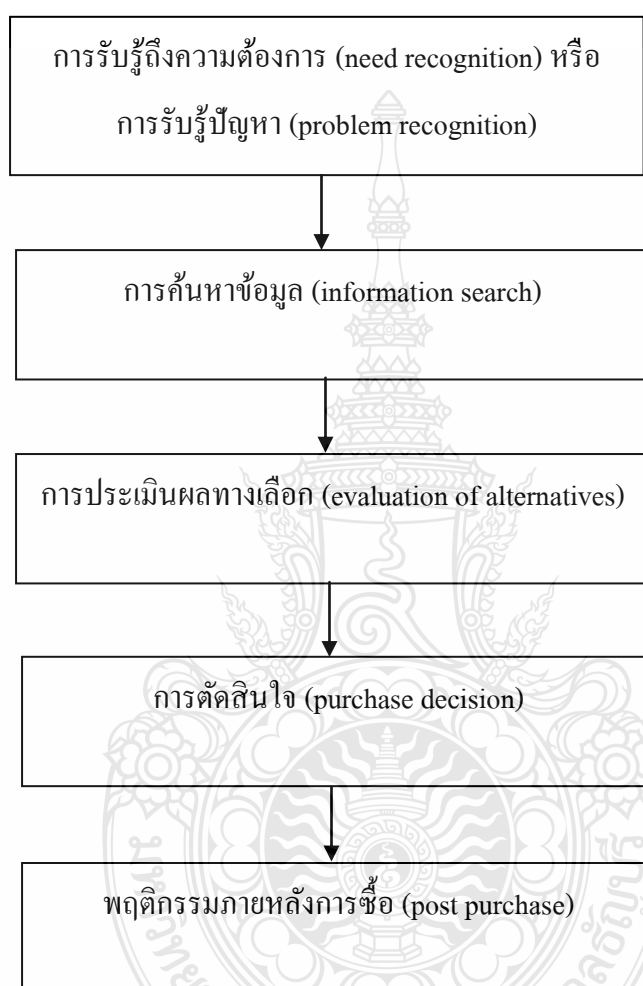 การรับรู้ถึงความต้องการ (need recognition) หรือ
การรับรู้ปัญหา (problem recognition)
การค้นหาข้อมูล (information search)
การประเมินผลทางเลือก (evaluation of alternatives)
การตัดสินใจ (purchase decision)
พฤติกรรมภายหลังการซื้อ (post purchase)